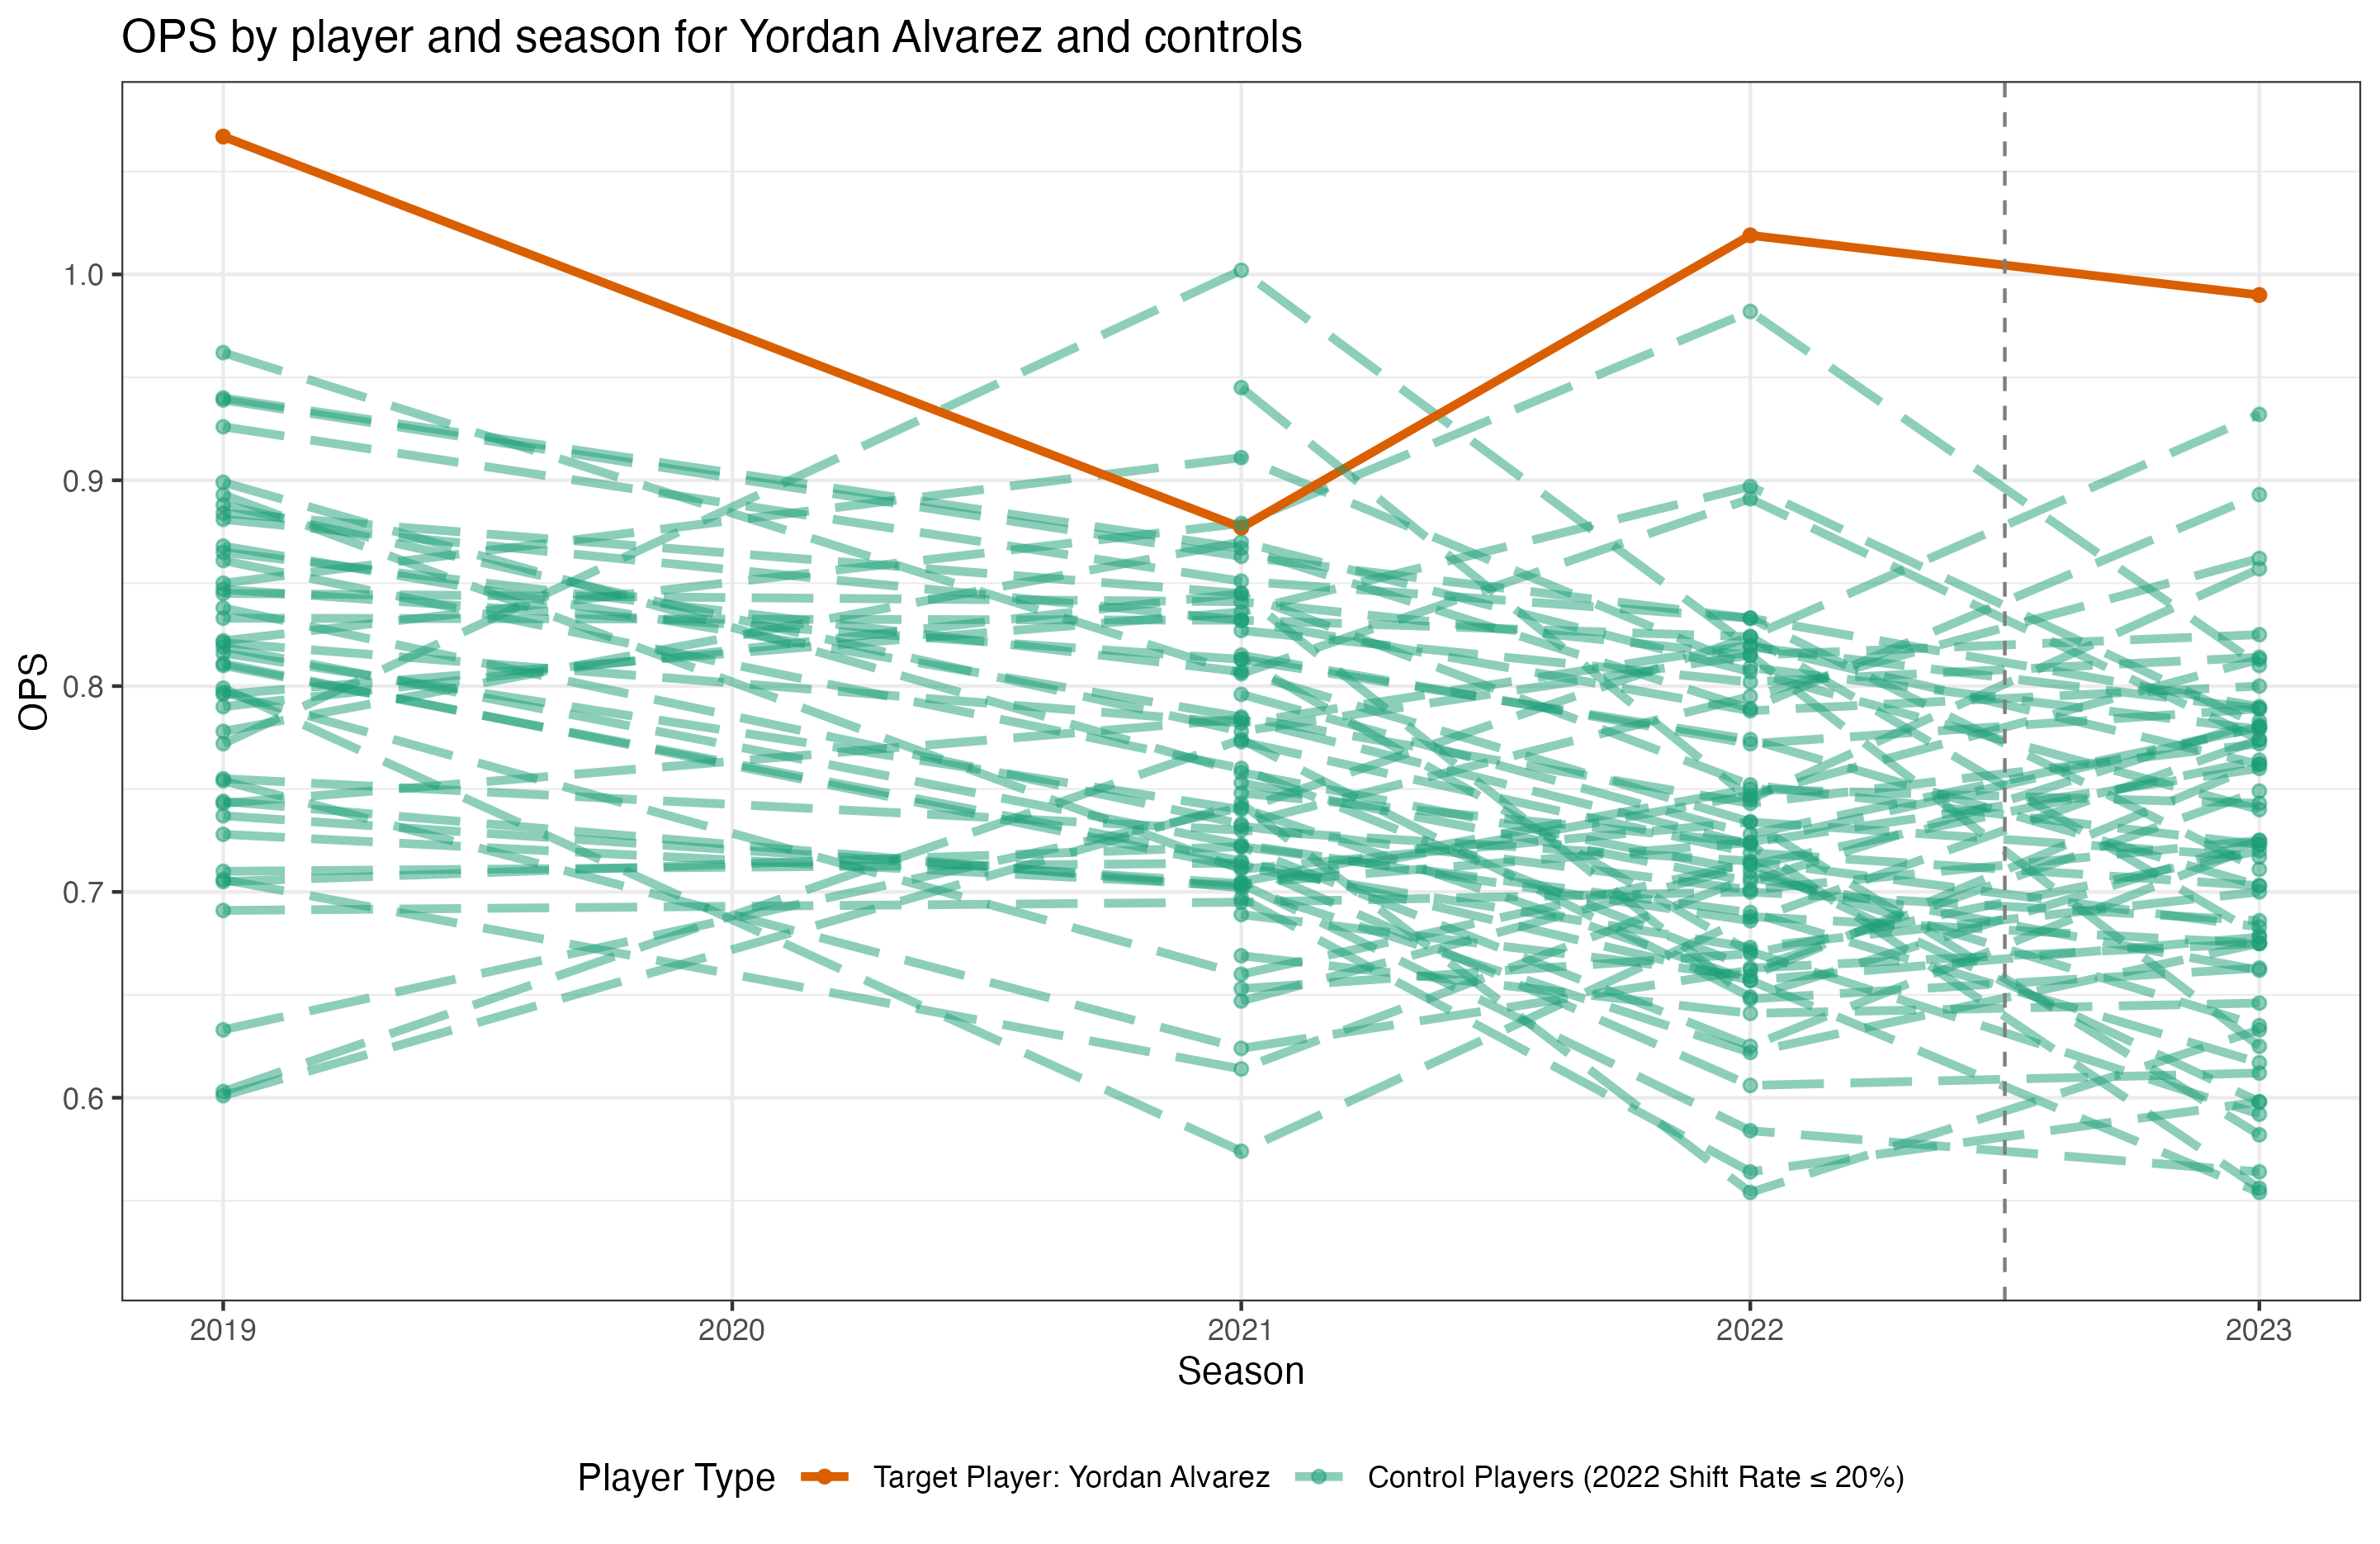 OPS by player and season for Yordan Alvarez and controls
OPS
1.0
0.9
0.8
0.7
0.6
2019 2020 2021 2022 2023
Season
Player Type Target Player: Yordan Alvarez Control Players (2022 Shift Rate ≤ 20%)